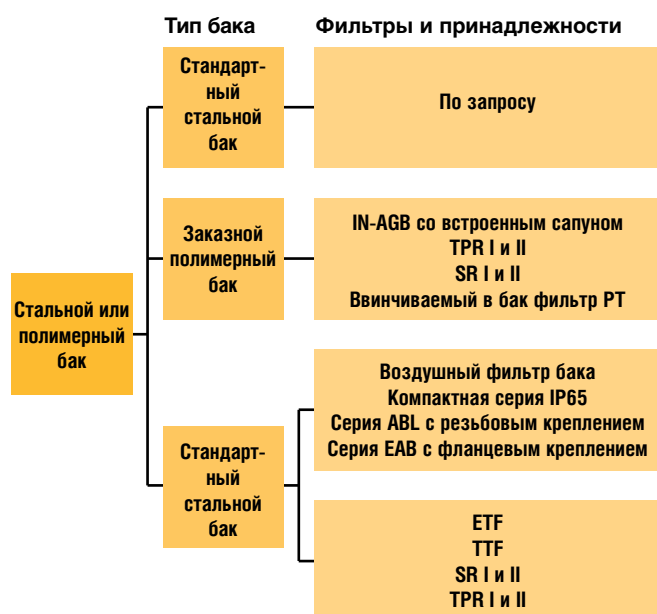 Тип бака
Фильтры и принадлежности
Стандарт-
ный
стальной
бак
По запросу
Заказной
полимерный
бак
IN-AGB со встроенным сапуном
TPR I и II
SR I и II
Ввинчиваемый в бак фильтр PT
Стальной или
полимерный
бак
Воздушный фильтр бака
Компактная серия IP65
Серия ABL с резьбовым креплением
Серия EAB с фланцевым креплением
Стандарт-
ный
стальной
бак
ETF
TTF
SR I и II
TPR I и II